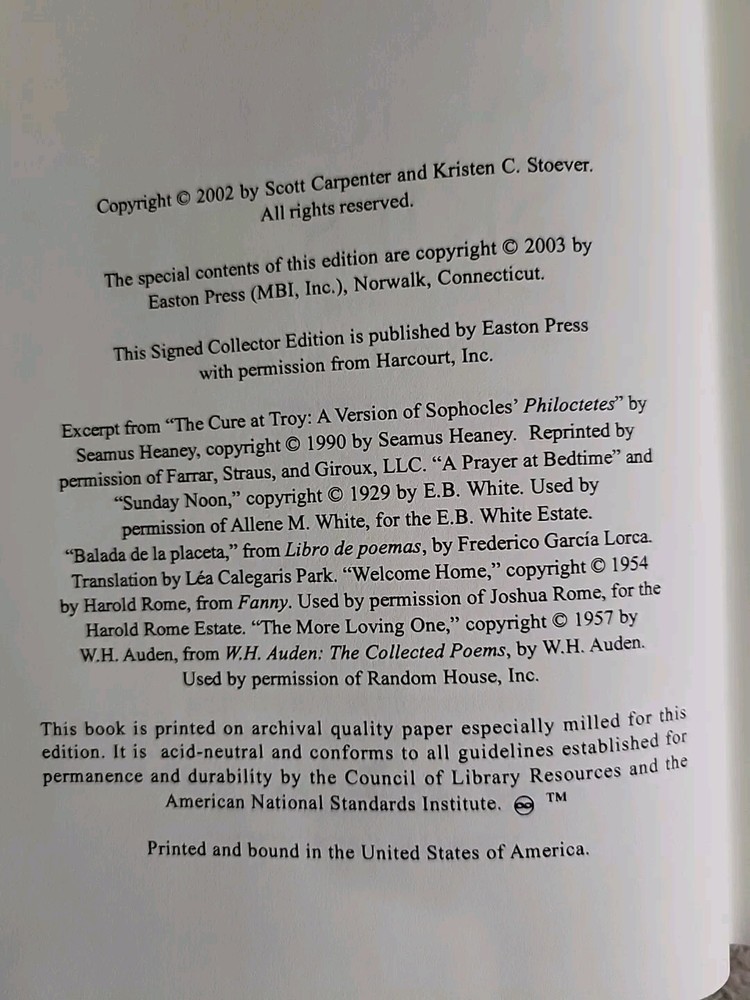 Copyright © 2002 by Scott Carpenter and Kristen C. Stoever.
All rights reserved.
The special contents of this edition are copyright © 2003 by
Easton Press (MBI, Inc.), Norwalk, Connecticut.
This Signed Collector Edition is published by Easton Press
with permission from Harcourt, Inc.
Excerpt from “The Cure at Troy: A Version of Sophocles’ Philoctetes” by
Seamus Heaney, copyright © 1990 by Seamus Heaney. Reprinted by
permission of Farrar, Straus, and Giroux, LLC. “A Prayer at Bedtime” and
“Sunday Noon,” copyright © 1929 by E.B. White. Used by
permission of Allene M. White, for the E.B. White Estate.
“Balada de la placeta,” from Libro de poemas, by Frederico García Lorca.
Translation by Léa Calegaris Park. “Welcome Home,” copyright © 1954
by Harold Rome, from Fanny. Used by permission of Joshua Rome, for the
Harold Rome Estate. “The More Loving One,” copyright © 1957 by
W.H. Auden, from W.H. Auden: The Collected Poems, by W.H. Auden.
Used by permission of Random House, Inc.
This book is printed on archival quality paper especially milled for this
edition. It is acid-neutral and conforms to all guidelines established for
permanence and durability by the Council of Library Resources and the
American National Standards Institute. ♾ ™
Printed and bound in the United States of America.